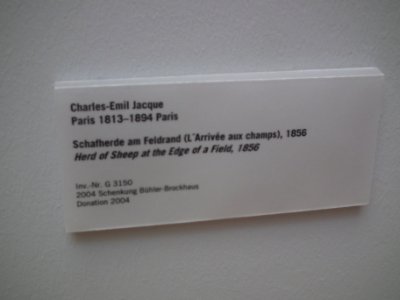 Charles-Emil Jacque
Paris 1813–1894 Paris
Schafherde am Feldrand (L'Arrivée aux champs), 1856
Herd of Sheep at the Edge of a Field, 1856
Inv.-Nr. G 3150
2004 Schenkung Bühler-Brockhaus
Donation 2004